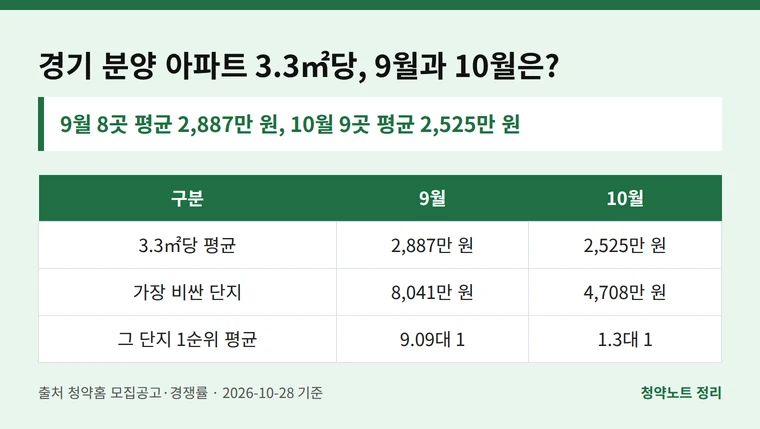 경기 분양 아파트 3.3㎡당, 9월과 10월은?
9월 8곳 평균 2,887만 원, 10월 9곳 평균 2,525만 원
구분 9월 10월
3.3㎡당 평균 2,887만 원 2,525만 원
가장 비싼 단지 8,041만 원 4,708만 원
그 단지 1순위 평균 9.09대 1 1.3대 1
출처 청약홈 모집공고·경쟁률 · 2026-10-28 기준 청약노트 정리